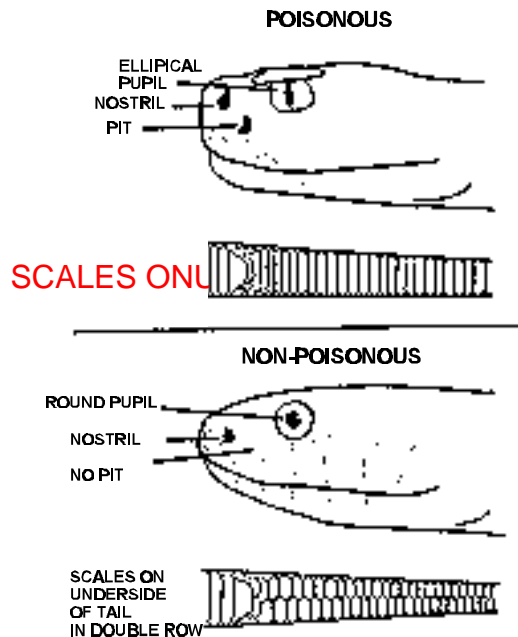 POISONOUS
ELLIPICAL
PUPIL
NOSTRIL
PIT
SCALES ONU
NON-POISONOUS
ROUND PUPIL
NOSTRIL
NO PIT
SCALES ON
UNDERSIDE
OF TAIL
IN DOUBLE ROW